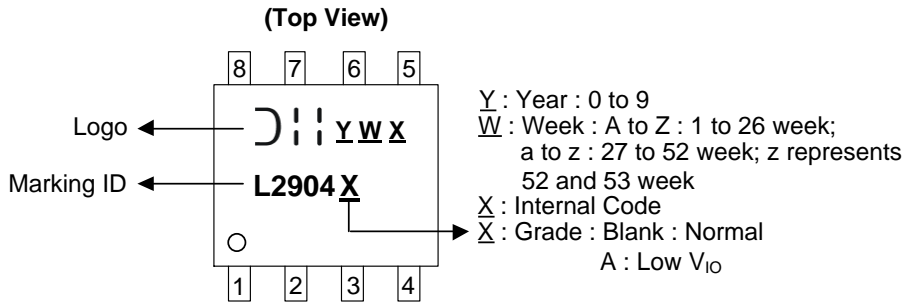 (Top View)
8 7 6 5
Logo
Y W X
Marking ID
L2904 X
1 2 3 4
Y : Year : 0 to 9
W : Week : A to Z : 1 to 26 week;
a to z : 27 to 52 week; z represents
52 and 53 week
X : Internal Code
X : Grade : Blank : Normal
A : Low VIO